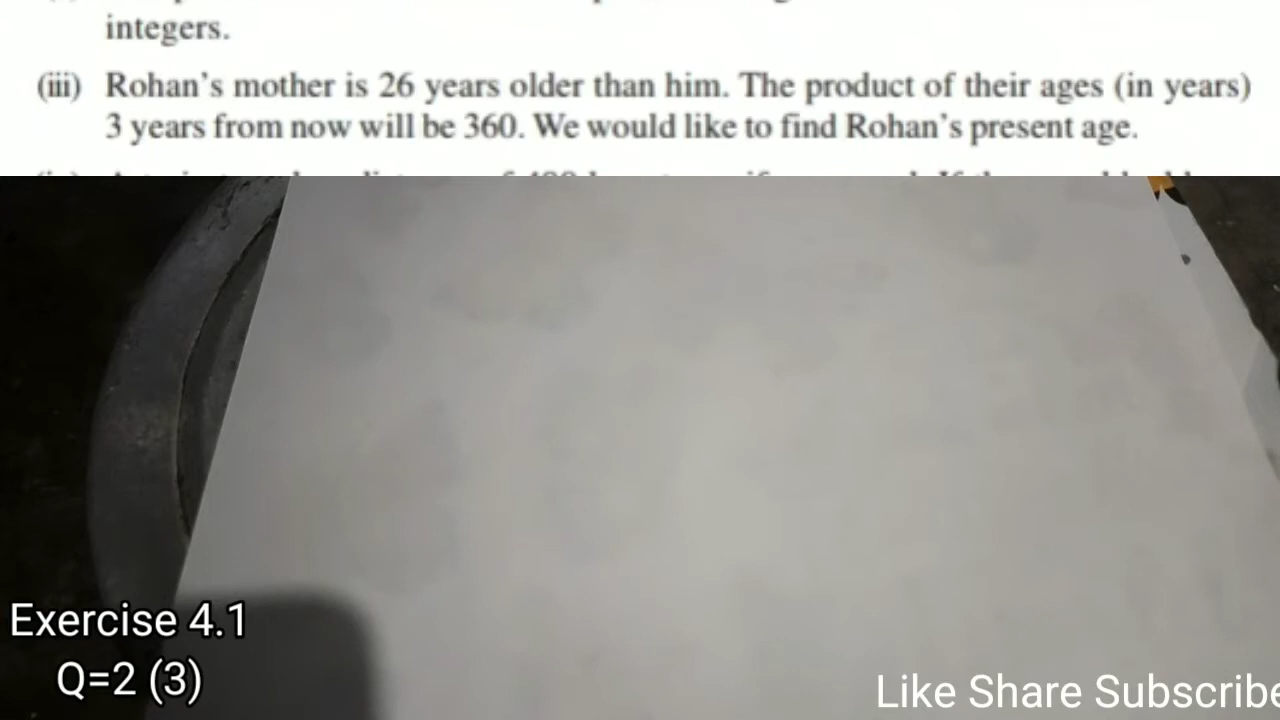 integers.
(iii) Rohan's mother is 26 years older than him. The product of their ages (in years)
3 years from now will be 360. We would like to find Rohan's present age.
Exercise 4.1
Q=2 (3)
Like Share Subscribe